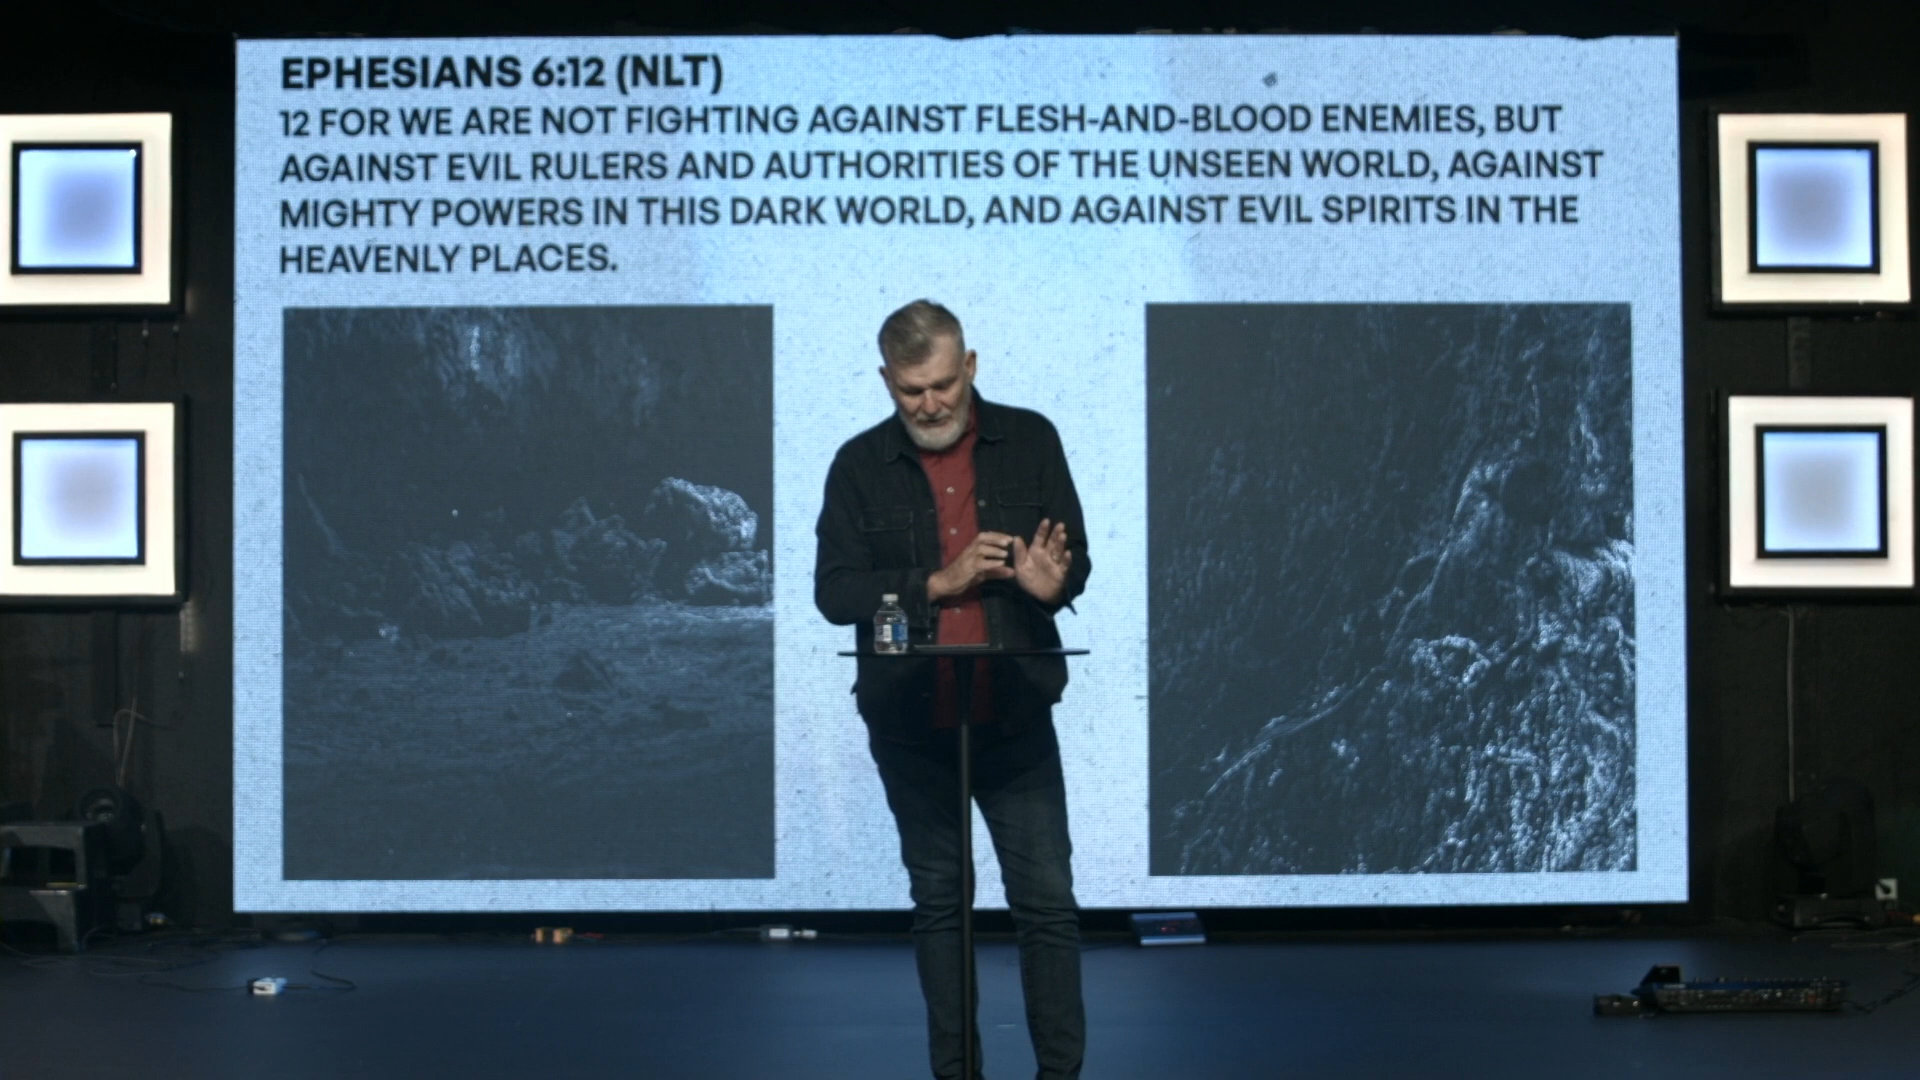 EPHESIANS 6:12 (NLT)
12 FOR WE ARE NOT FIGHTING AGAINST FLESH-AND-BLOOD ENEMIES, BUT
AGAINST EVIL RULERS AND AUTHORITIES OF THE UNSEEN WORLD, AGAINST
MIGHTY POWERS IN THIS DARK WORLD, AND AGAINST EVIL SPIRITS IN THE
HEAVENLY PLACES.